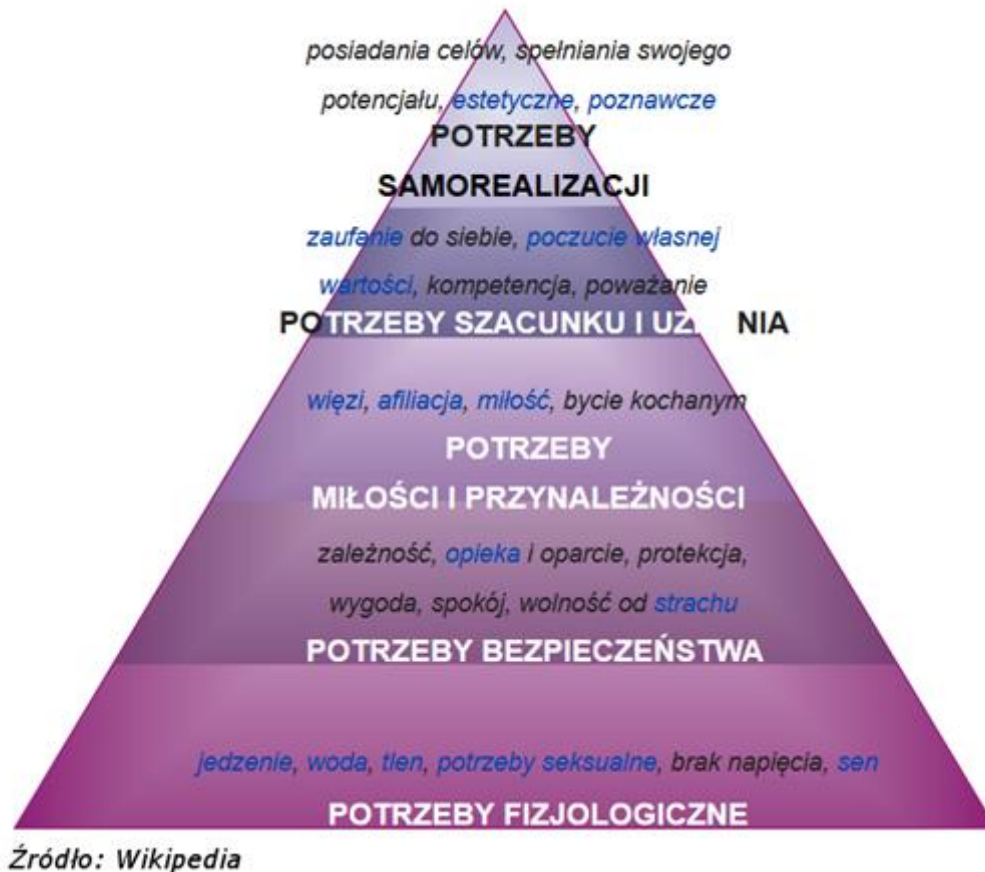 posiadania celów, spełniania swojego
potencjału, estetyczne, poznawcze
POTRZEBY
SAMOREALIZACJI
zaufanie do siebie, poczucie własnej
wartości, kompetencja, poważanie
POTRZEBY SZACUNKU I UZ NIA
więzi, afiliacja, miłość, bycie kochanym
POTRZEBY
MIŁOŚCI I PRZYNALEŻNOŚCI
zależność, opieka i oparcie, protekcja,
wygoda, spokój, wolność od strachu
POTRZEBY BEZPIECZEŃSTWA
jedzenie, woda, tlen, potrzeby seksualne, brak napięcia, sen
POTRZEBY FIZJOLOGICZNE
Źródło: Wikipedia